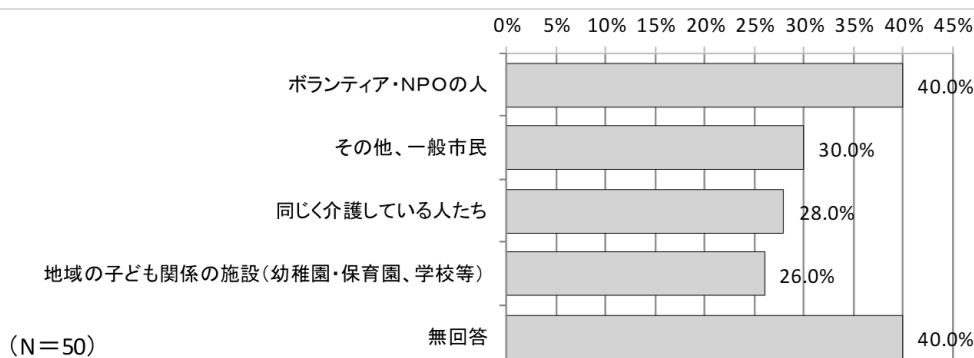 0% 5% 10% 15% 20% 25% 30% 35% 40% 45%
ボランティア・NPOの人 40.0%
その他、一般市民 30.0%
同じく介護している人たち 28.0%
地域の子ども関係の施設(幼稚園・保育園、学校等) 26.0%
無回答 40.0%
(N=50)